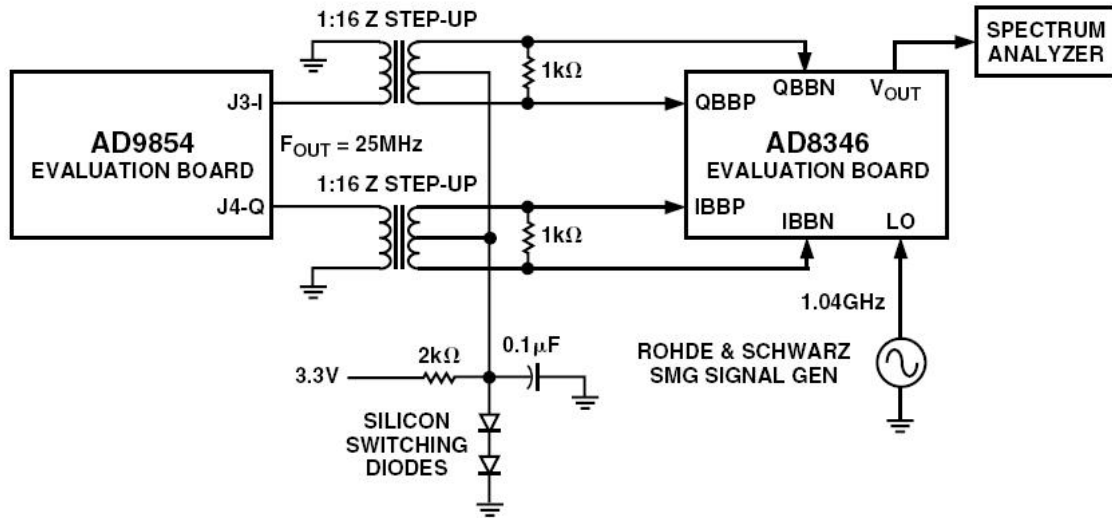 1:16 Z STEP-UP
SPECTRUM
ANALYZER
1kΩ
QBBN
VOUT
J3-I
QBBP
AD9854
EVALUATION BOARD
FOUT = 25MHz
AD8346
EVALUATION BOARD
1:16 Z STEP-UP
J4-Q
IBBP
IBBN
LO
1kΩ
1.04GHz
2kΩ
0.1μF
ROHDE & SCHWARZ
SMG SIGNAL GEN
3.3V
SILICON
SWITCHING
DIODES